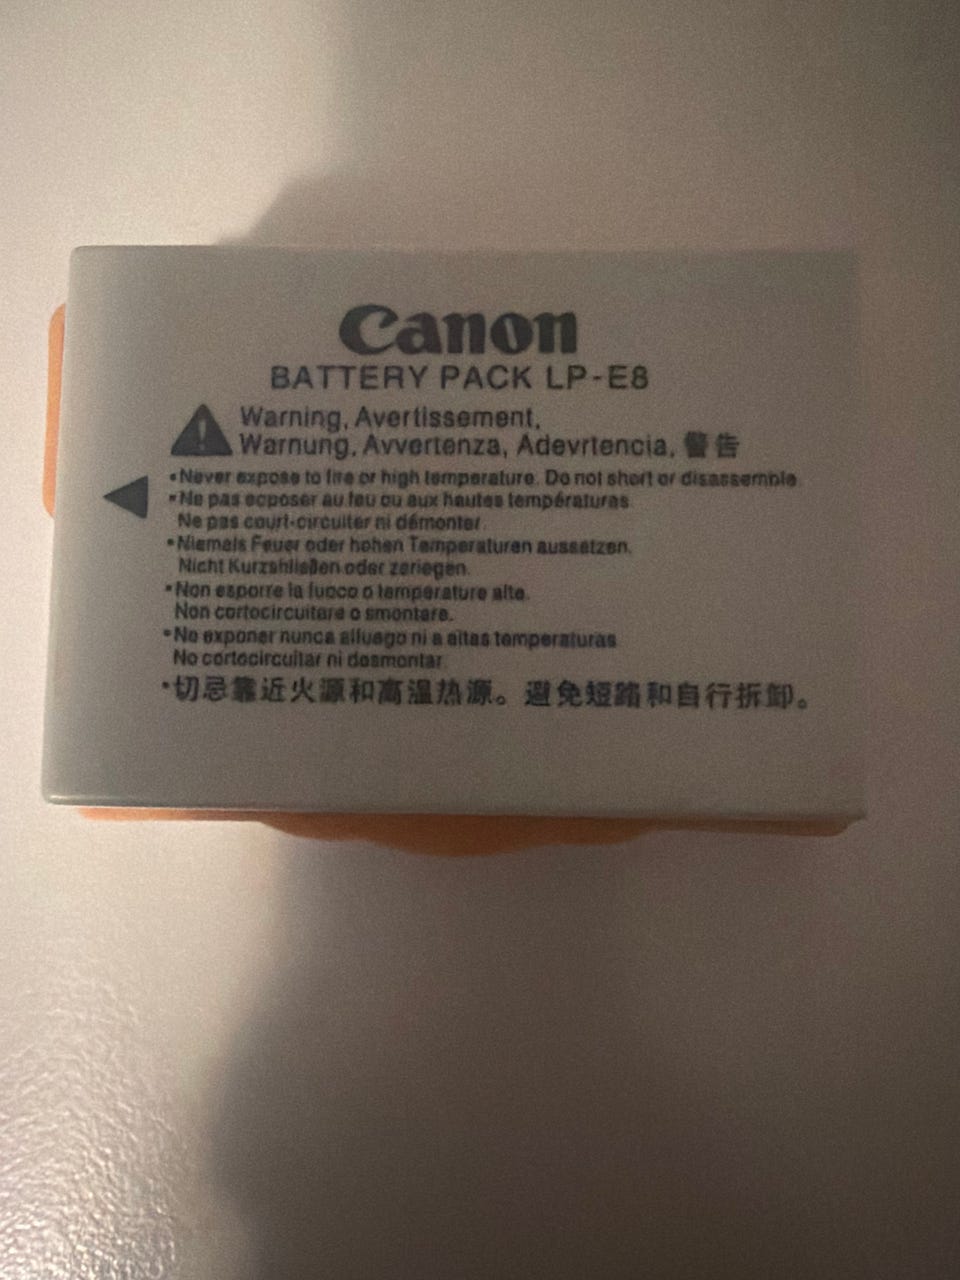 Canon
BATTERY PACK LP-E8
Warning, Avertissement,
Warnung, Avvertenza, Adevrtencia, 警告
•Never expose to fire or high temperature. Do not short or disassemble.
•Ne pas ecposer au feu ou aux hautes températures
Ne pas court-circuiter ni démonter.
•Niemals Feuer oder hohen Temperaturen aussetzen.
Nicht Kurzshließen oder zerlegen.
•Non esporre la fuoco o temperature alte.
Non cortocircuitare o smontare.
•No exponer nunca alfuego ni a altas temperaturas
No cortocircuitar ni desmontar
•切忌靠近火源和高温热源。避免短路和自行拆卸。